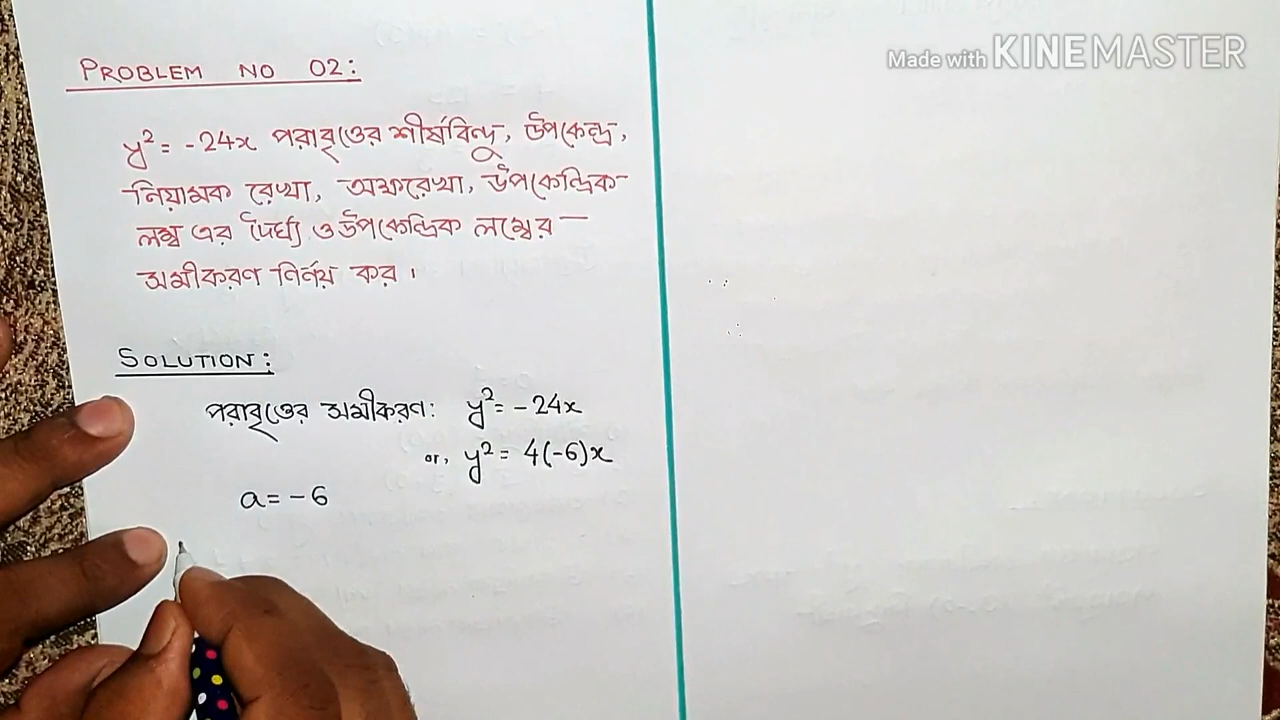 Made with KINEMASTER
PROBLEM NO 02:
y² = -24x পরাবৃত্তের শীর্ষবিন্দু, উপকেন্দ্র,
নিয়ামক রেখা, অক্ষরেখা, উপকেন্দ্রিক-
লম্ব এর দৈর্ঘ্য ও উপকেন্দ্রিক লম্বের-
সমীকরণ নির্নয় কর।
SOLUTION:
পরাবৃত্তের সমীকরণ: y² = -24x
or, y² = 4(-6)x
a = -6